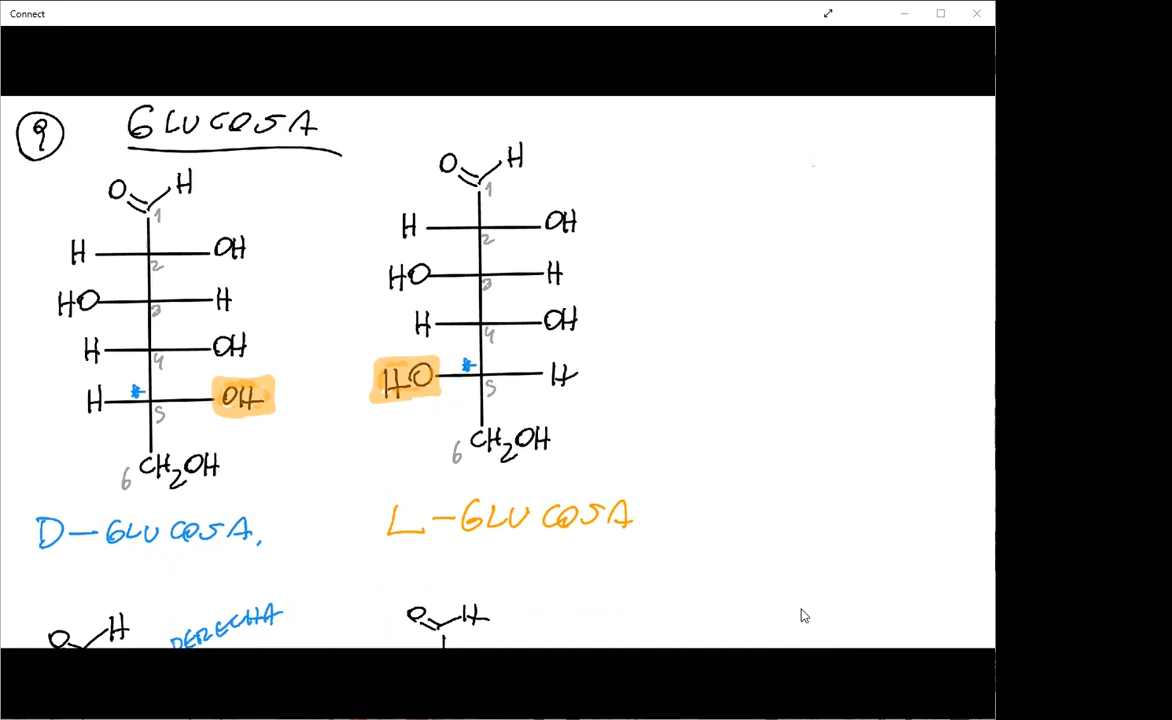 Connect
9 GLUCOSA
O H
1
H OH
2
HO H
3
H OH
4
H * OH
5
6 CH2OH
D-GLUCOSA.
O H
1
H OH
2
HO H
3
H OH
4
HO * H
5
6 CH2OH
L-GLUCOSA
O H
DERECHA
O H